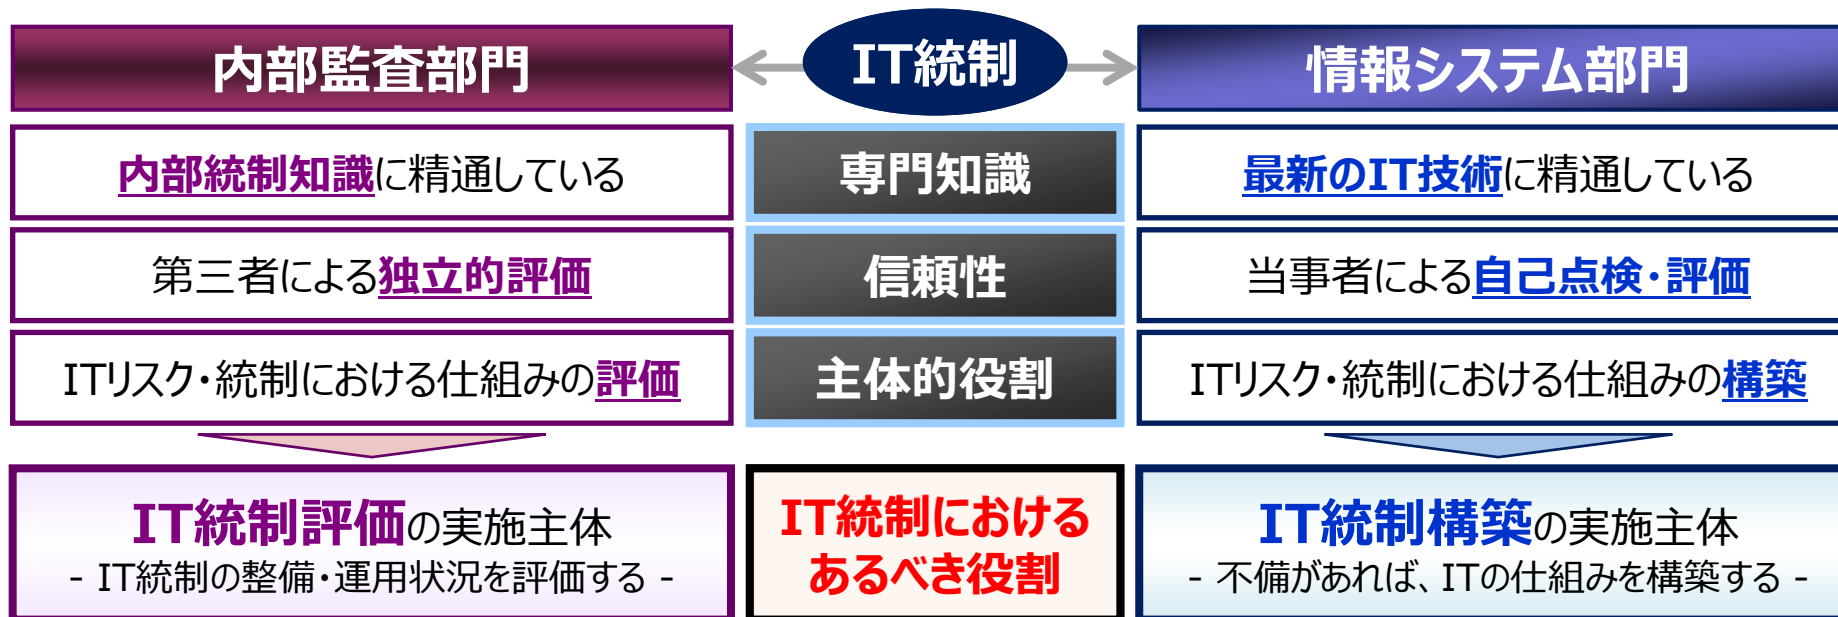 内部監査部門
IT統制
情報システム部門
内部統制知識に精通している
専門知識
最新のIT技術に精通している
第三者による独立的評価
信頼性
当事者による自己点検・評価
ITリスク・統制における仕組みの評価
主体的役割
ITリスク・統制における仕組みの構築
IT統制評価の実施主体
- IT統制の整備・運用状況を評価する -
IT統制における
あるべき役割
IT統制構築の実施主体
- 不備があれば、ITの仕組みを構築する -